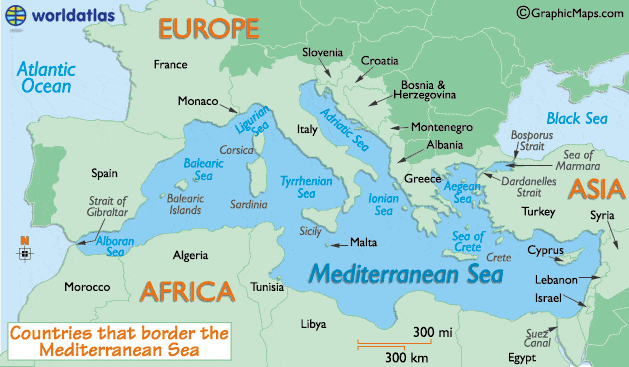 worldatlas
EUROPE
©GraphicMaps.com
Atlantic
Ocean
France
Slovenia
Croatia
Bosnia &
Herzegovina
Monaco
Ligurian
Sea
Italy
Adriatic Sea
Montenegro
Albania
Black Sea
Bosporus
Strait
Sea of
Marmara
Dardanelles
Strait
ASIA
Spain
Balearic
Sea
Corsica
Strait of
Gibraltar
Balearic
Islands
Sardinia
Tyrrhenian
Sea
Ionian
Sea
Greece
Aegean
Sea
Turkey
Syria
N
Alboran
Sea
Sicily
Malta
Sea of
Crete
Crete
Cyprus
Lebanon
Israel
Morocco
Algeria
AFRICA
Tunisia
Mediterranean Sea
Libya
Egypt
Suez
Canal
300 mi
300 km
Countries that border the
Mediterranean Sea